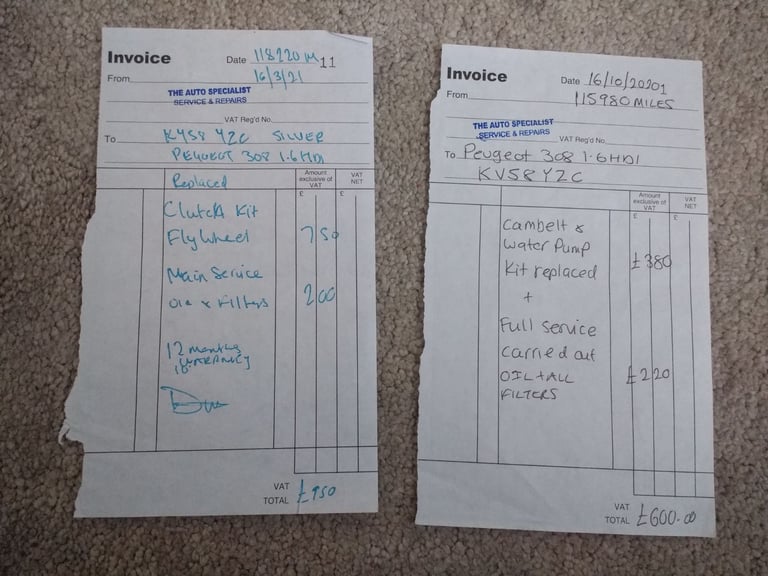 Invoice
Date 118220 M 11
16/3/21
From
THE AUTO SPECIALIST
SERVICE & REPAIRS
VAT Reg'd No.
To KV58 YZC SILVER
PEUGEOT 308 1.6HDI
Replaced
Amount exclusive of VAT
VAT NET
£ £
Clutch Kit
Fly Wheel 750
Main Service
OIL & Filters 200
12 months
VAT
TOTAL £950
Invoice
Date 16/10/20201
From 115980 MILES
THE AUTO SPECIALIST
SERVICE & REPAIRS
VAT Reg'd No.
To Peugeot 308 1.6HDI
KV58YZC
Amount exclusive of VAT
VAT NET
£ £
Cambelt &
Water Pump
Kit replaced £380
+
Full Service
Carried out
OIL + ALL £220
FILTERS
VAT
TOTAL £600-00